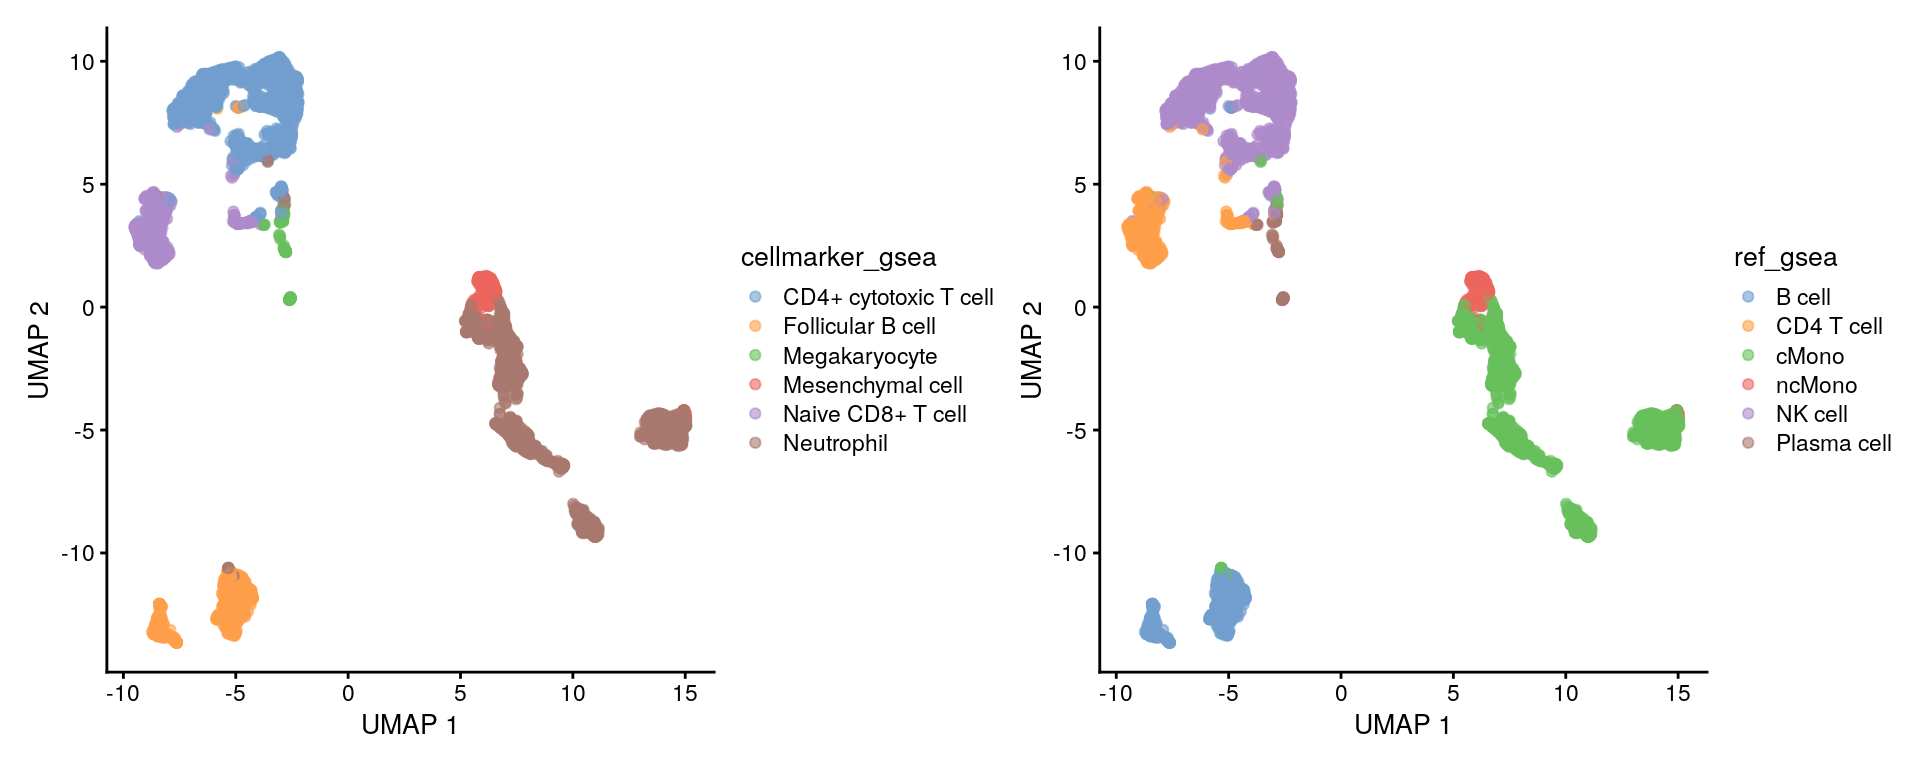 10
5
0
-5
-10
-10
-5
0
5
10
15
UMAP 1
UMAP 2
cellmarker_gsea
CD4+ cytotoxic T cell
Follicular B cell
Megakaryocyte
Mesenchymal cell
Naive CD8+ T cell
Neutrophil
10
5
0
-5
-10
-10
-5
0
5
10
15
UMAP 1
UMAP 2
ref_gsea
B cell
CD4 T cell
cMono
ncMono
NK cell
Plasma cell